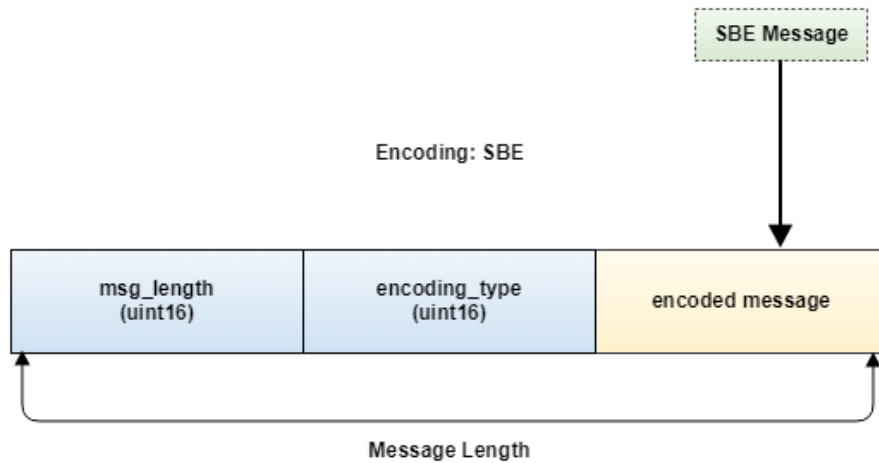 SBE Message
Encoding: SBE
msg_length
(uint16)
encoding_type
(uint16)
encoded message
Message Length